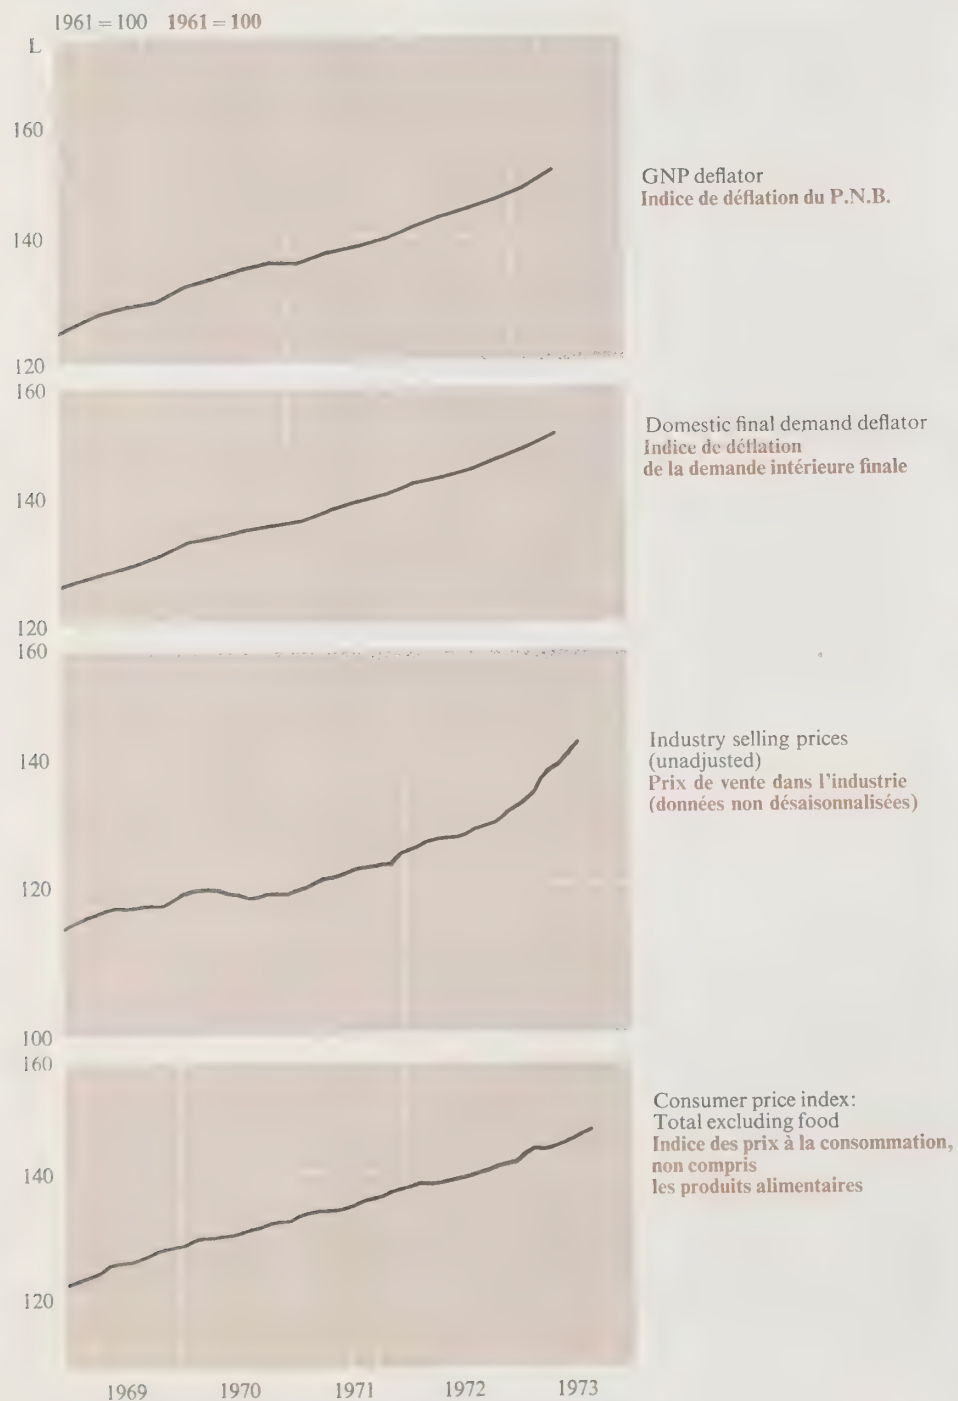 1961 = 100 1961 = 100
L
160
140
120
GNP deflator
Indice de déflation du P.N.B.
160
140
120
Domestic final demand deflator
Indice de déflation
de la demande intérieure finale
160
140
120
100
Industry selling prices
(unadjusted)
Prix de vente dans l'industrie
(données non désaisonnalisées)
160
140
120
Consumer price index:
Total excluding food
Indice des prix à la consommation,
non compris
les produits alimentaires
1969 1970 1971 1972 1973